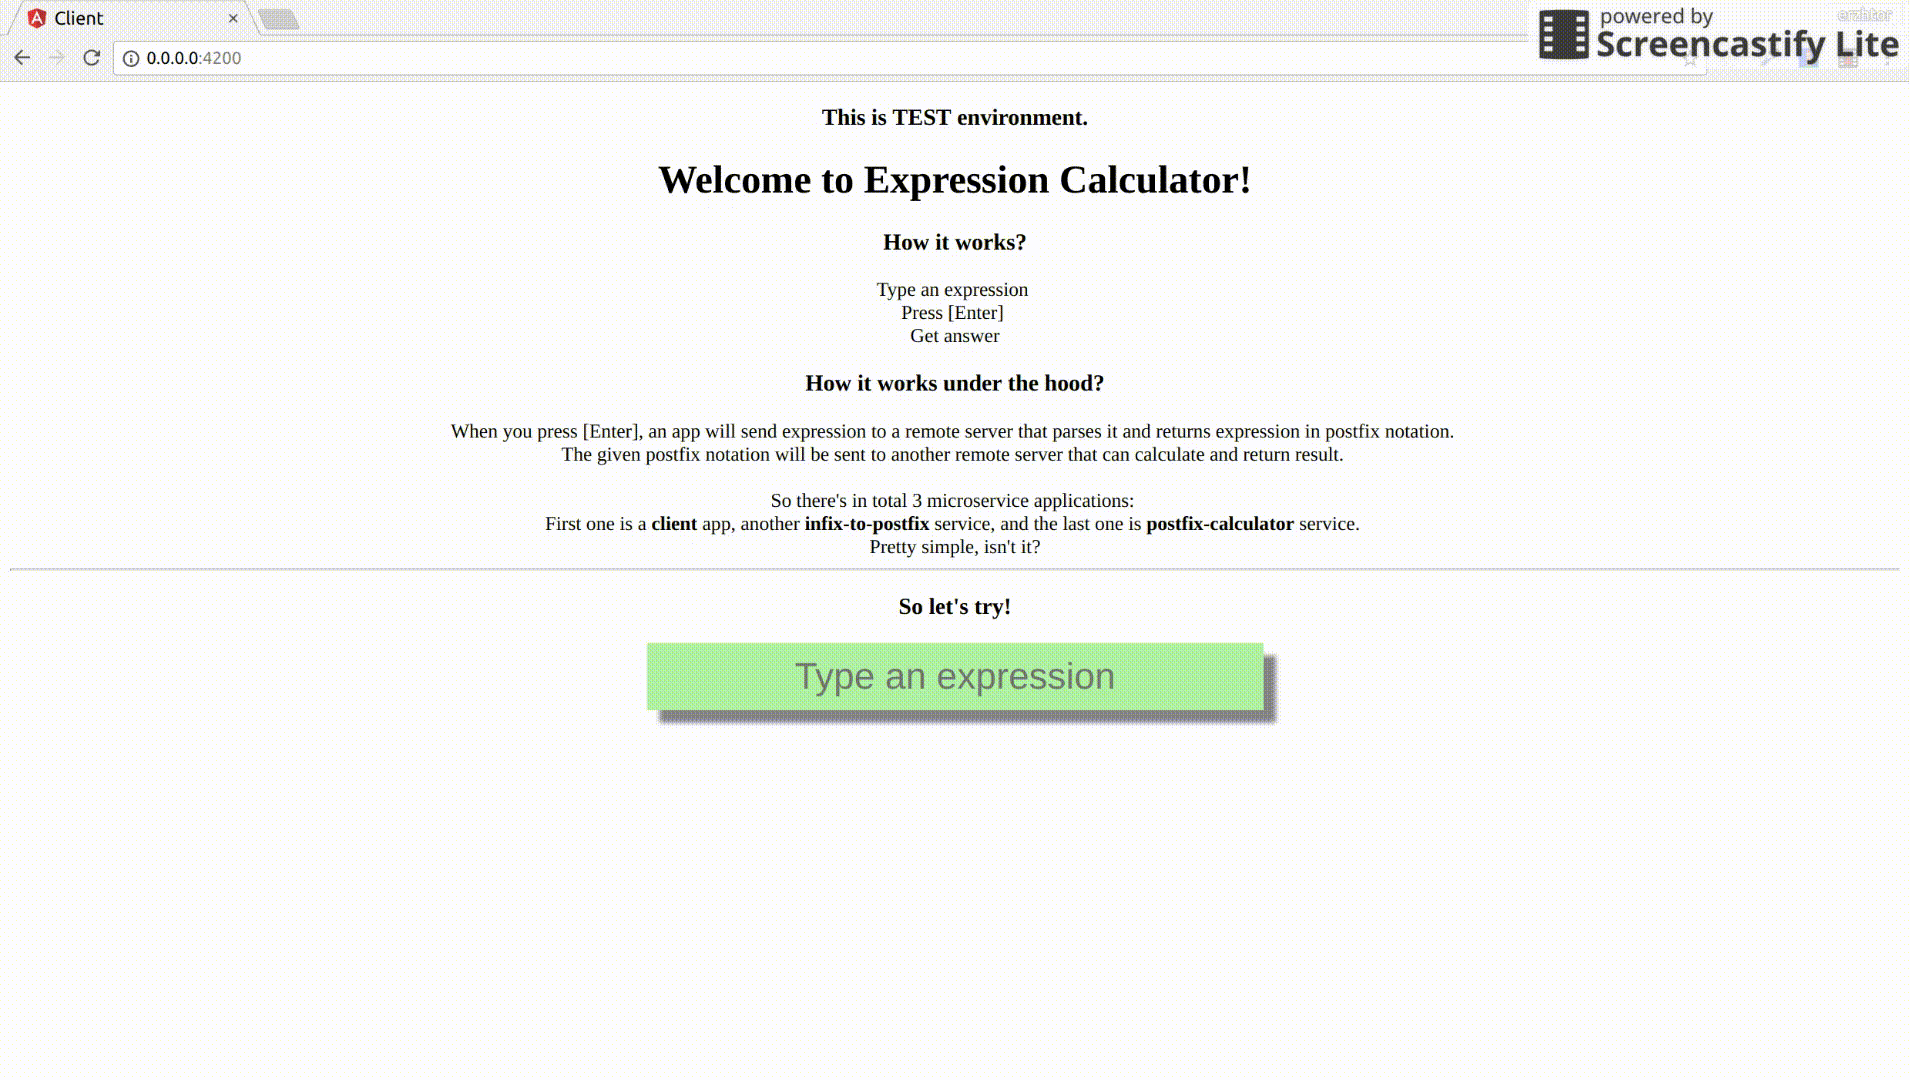 Client
powered by
erzhtor
Screencastify Lite
0.0.0.0:4200
This is TEST environment.
Welcome to Expression Calculator!
How it works?
Type an expression
Press [Enter]
Get answer
How it works under the hood?
When you press [Enter], an app will send expression to a remote server that parses it and returns expression in postfix notation.
The given postfix notation will be sent to another remote server that can calculate and return result.
So there's in total 3 microservice applications:
First one is a client app, another infix-to-postfix service, and the last one is postfix-calculator service.
Pretty simple, isn't it?
So let's try!
Type an expression